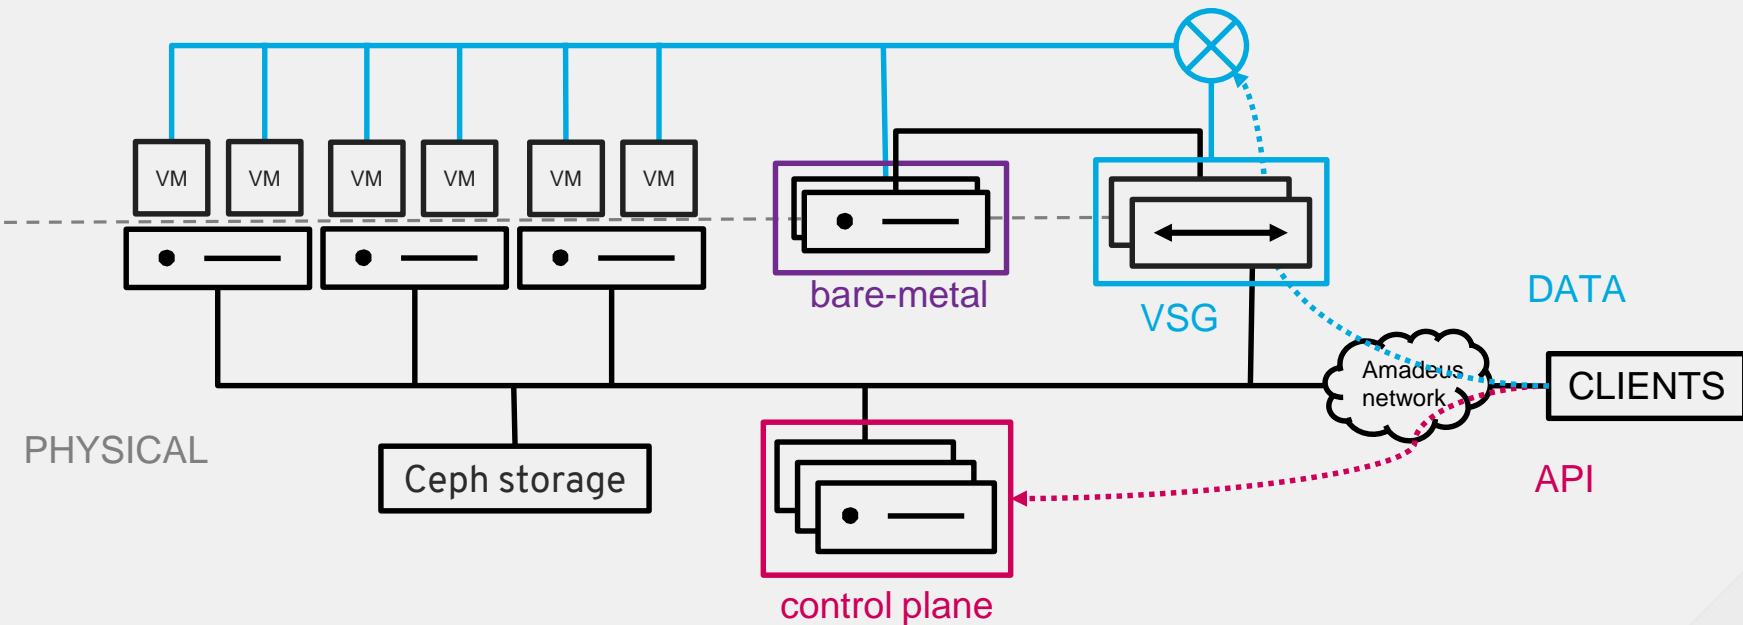 VM
VM
VM
VM
VM
VM
bare-metal
VSG
DATA
Amadeus
network
CLIENTS
PHYSICAL
Ceph storage
API
control plane